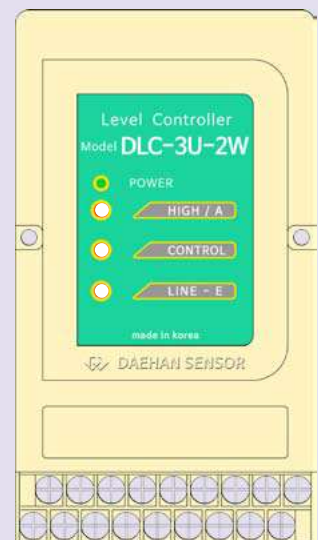 Level Controller
Model DLC-3U-2W
POWER
HIGH / A
CONTROL
LINE - E
made in korea
DAEHAN SENSOR